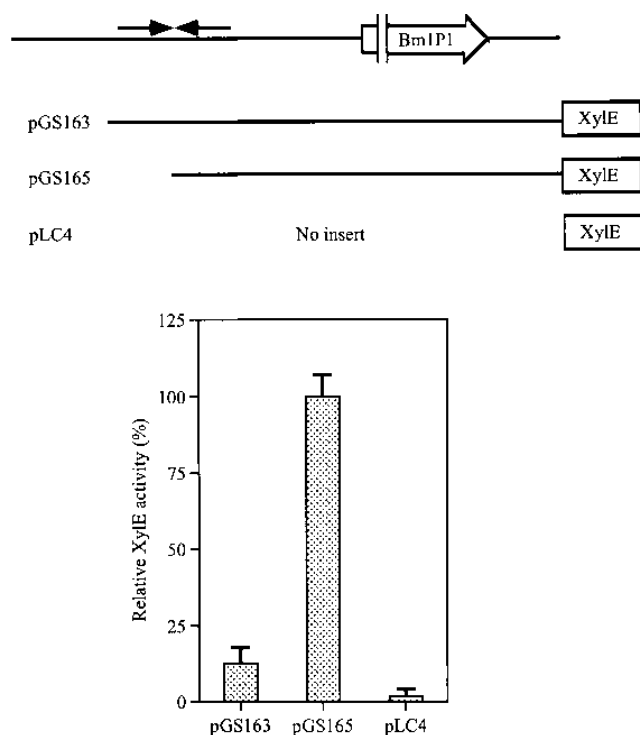 Bm1P1
pGS163 XylE
pGS165 XylE
pLC4 No insert XylE
125
100
75
50
25
0
Relative XylE activity (%)
pGS163 pGS165 pLC4